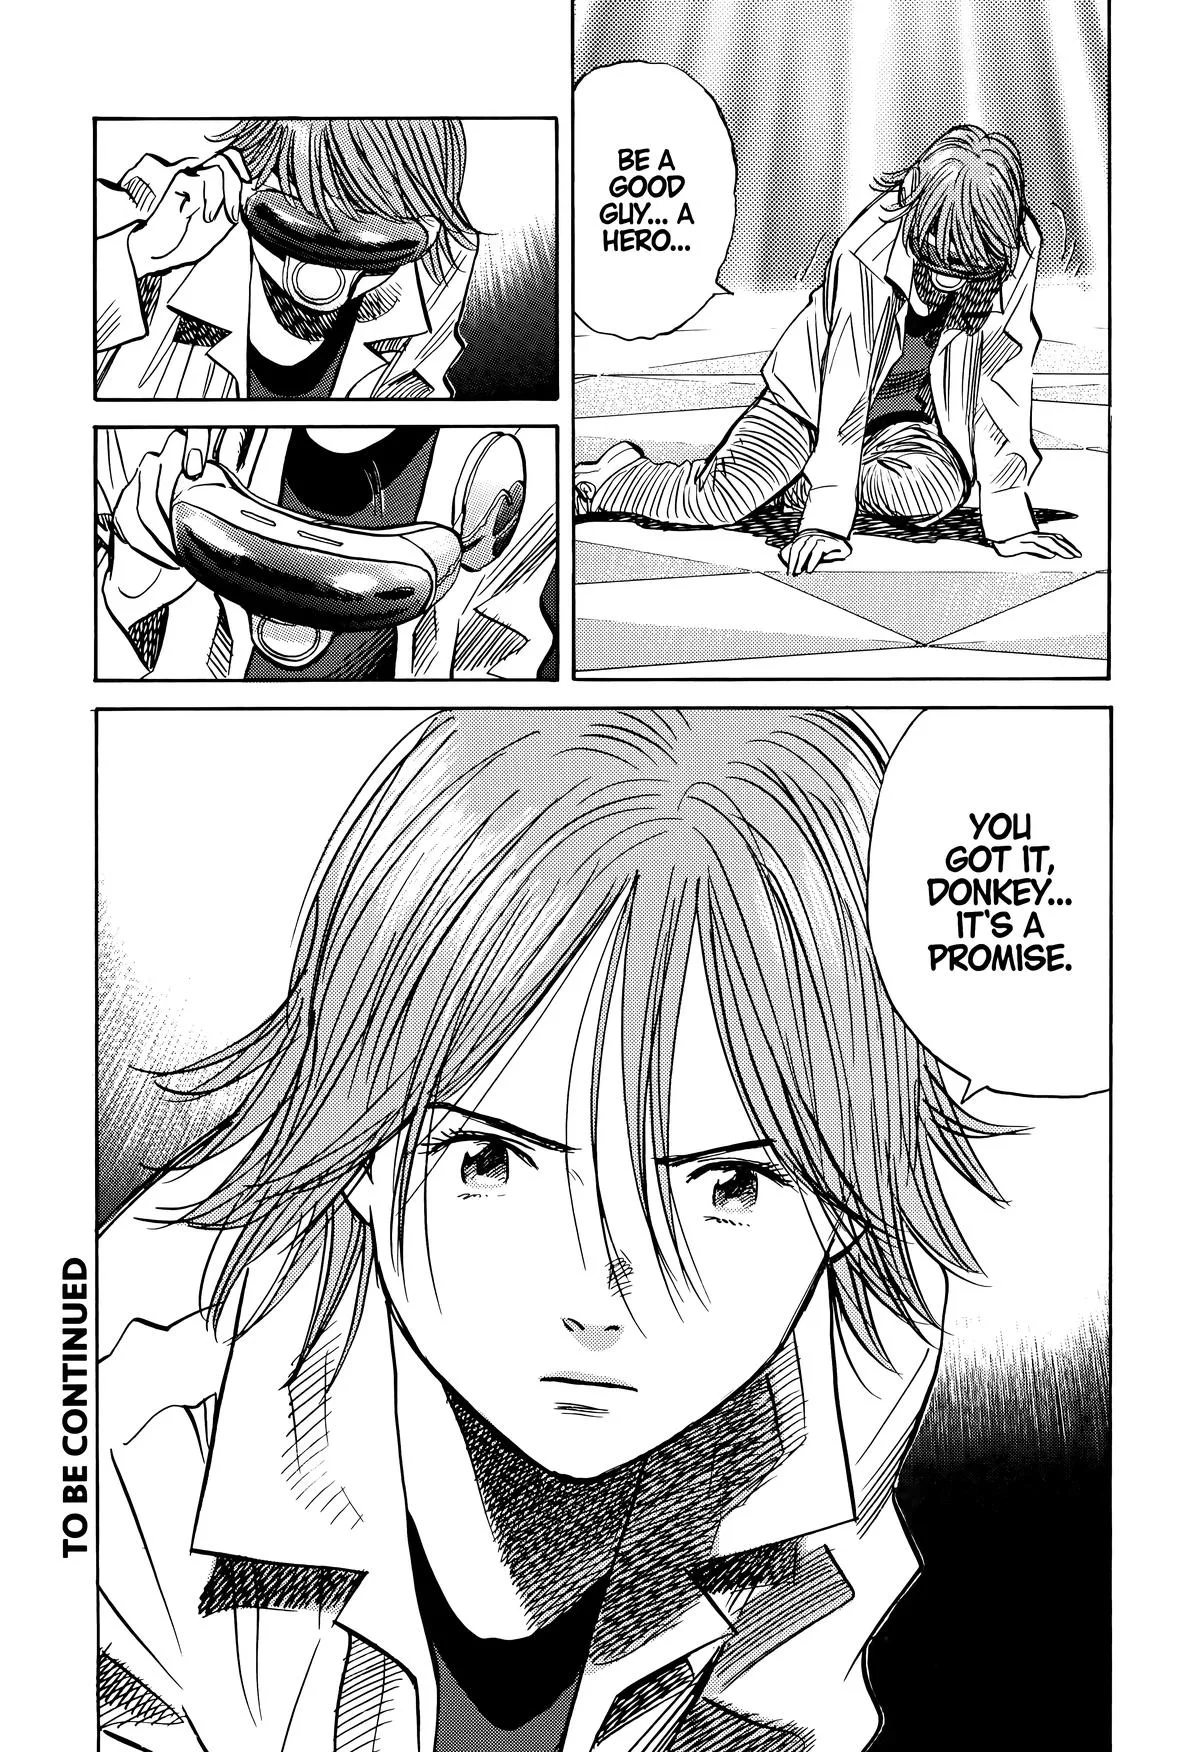 BE A
GOOD
GUY... A
HERO...
YOU
GOT IT,
DONKEY...
IT'S A
PROMISE.
TO BE CONTINUED